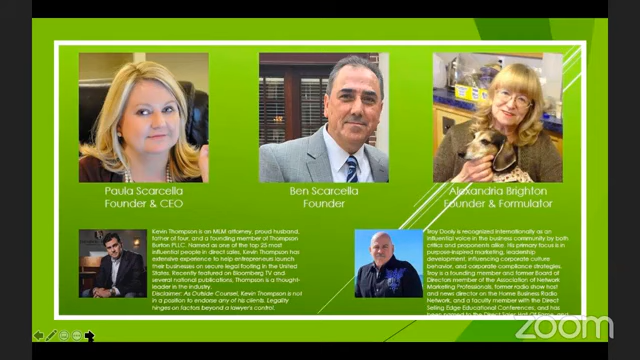 Paula Scarcella
Founder & CEO
Ben Scarcella
Founder
Alexandria Brighton
Founder & Formulator
Kevin Thompson is an MLM attorney, proud husband,
father of four, and a founding member of Thompson
Burton PLLC. Named as one of the top 25 most
influential people in direct sales, Kevin Thompson has
extensive experience to help entrepreneurs launch
their businesses on secure legal footing in the United
States. Recently featured on Bloomberg TV and
several national publications, Thompson is a thought-
leader in the industry
Disclaimer: As Outside Counsel, Kevin Thompson is not
in a position to endorse any of his clients. Legality
hinges on factors beyond a lawyer's control.
Troy Dooly is recognized internationally as an
influential voice in the business community by both
critics and proponents alike. His primary focus is in
purpose-inspired marketing, leadership
development, influencing corporate culture
behavior, and corporate compliance strategies.
Troy is a founding member and former Board of
Directors member of the Association of Network
Marketing Professionals, former radio show host
and news director on the Home Business Radio
Network, and a faculty member with the Direct
Selling Edge Educational Conferences, and has
been named to the Direct Sales Hall Of Fame, and
zoom